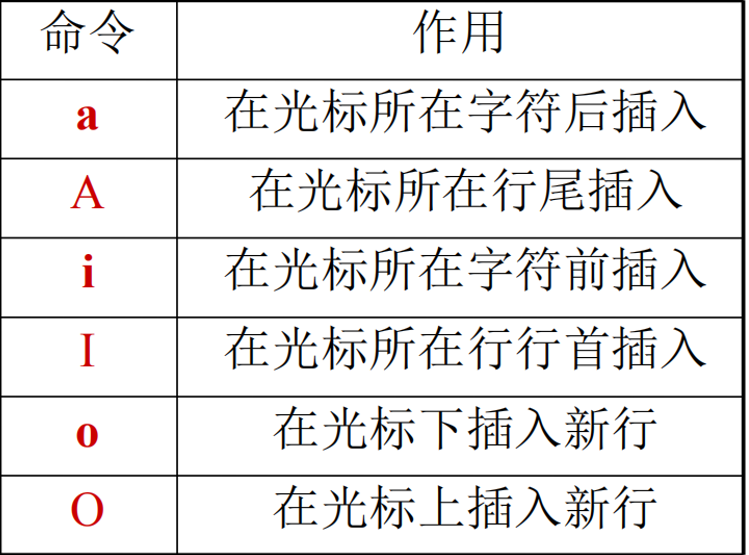 命令 作用
a 在光标所在字符后插入
A 在光标所在行尾插入
i 在光标所在字符前插入
I 在光标所在行行首插入
o 在光标下插入新行
O 在光标上插入新行